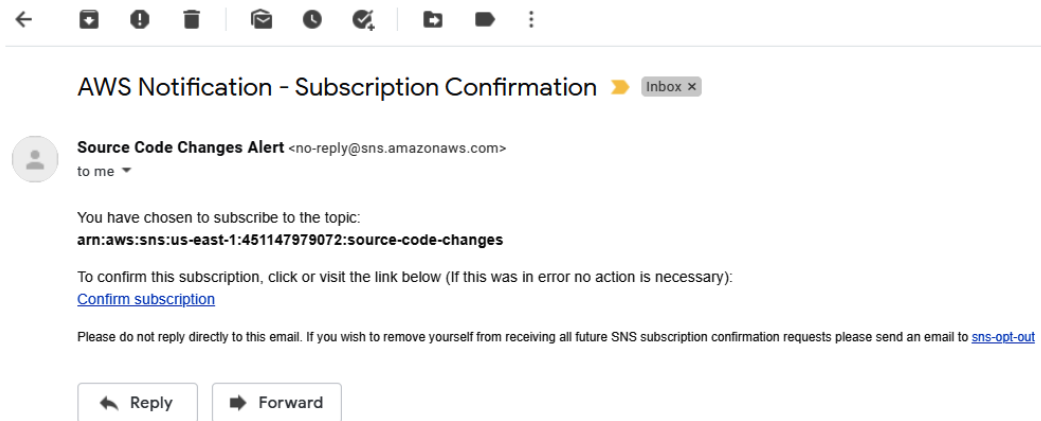 AWS Notification - Subscription Confirmation Inbox ×
Source Code Changes Alert <no-reply@sns.amazonaws.com>
to me
You have chosen to subscribe to the topic:
arn:aws:sns:us-east-1:451147979072:source-code-changes
To confirm this subscription, click or visit the link below (If this was in error no action is necessary):
Confirm subscription
Please do not reply directly to this email. If you wish to remove yourself from receiving all future SNS subscription confirmation requests please send an email to sns-opt-out
Reply Forward